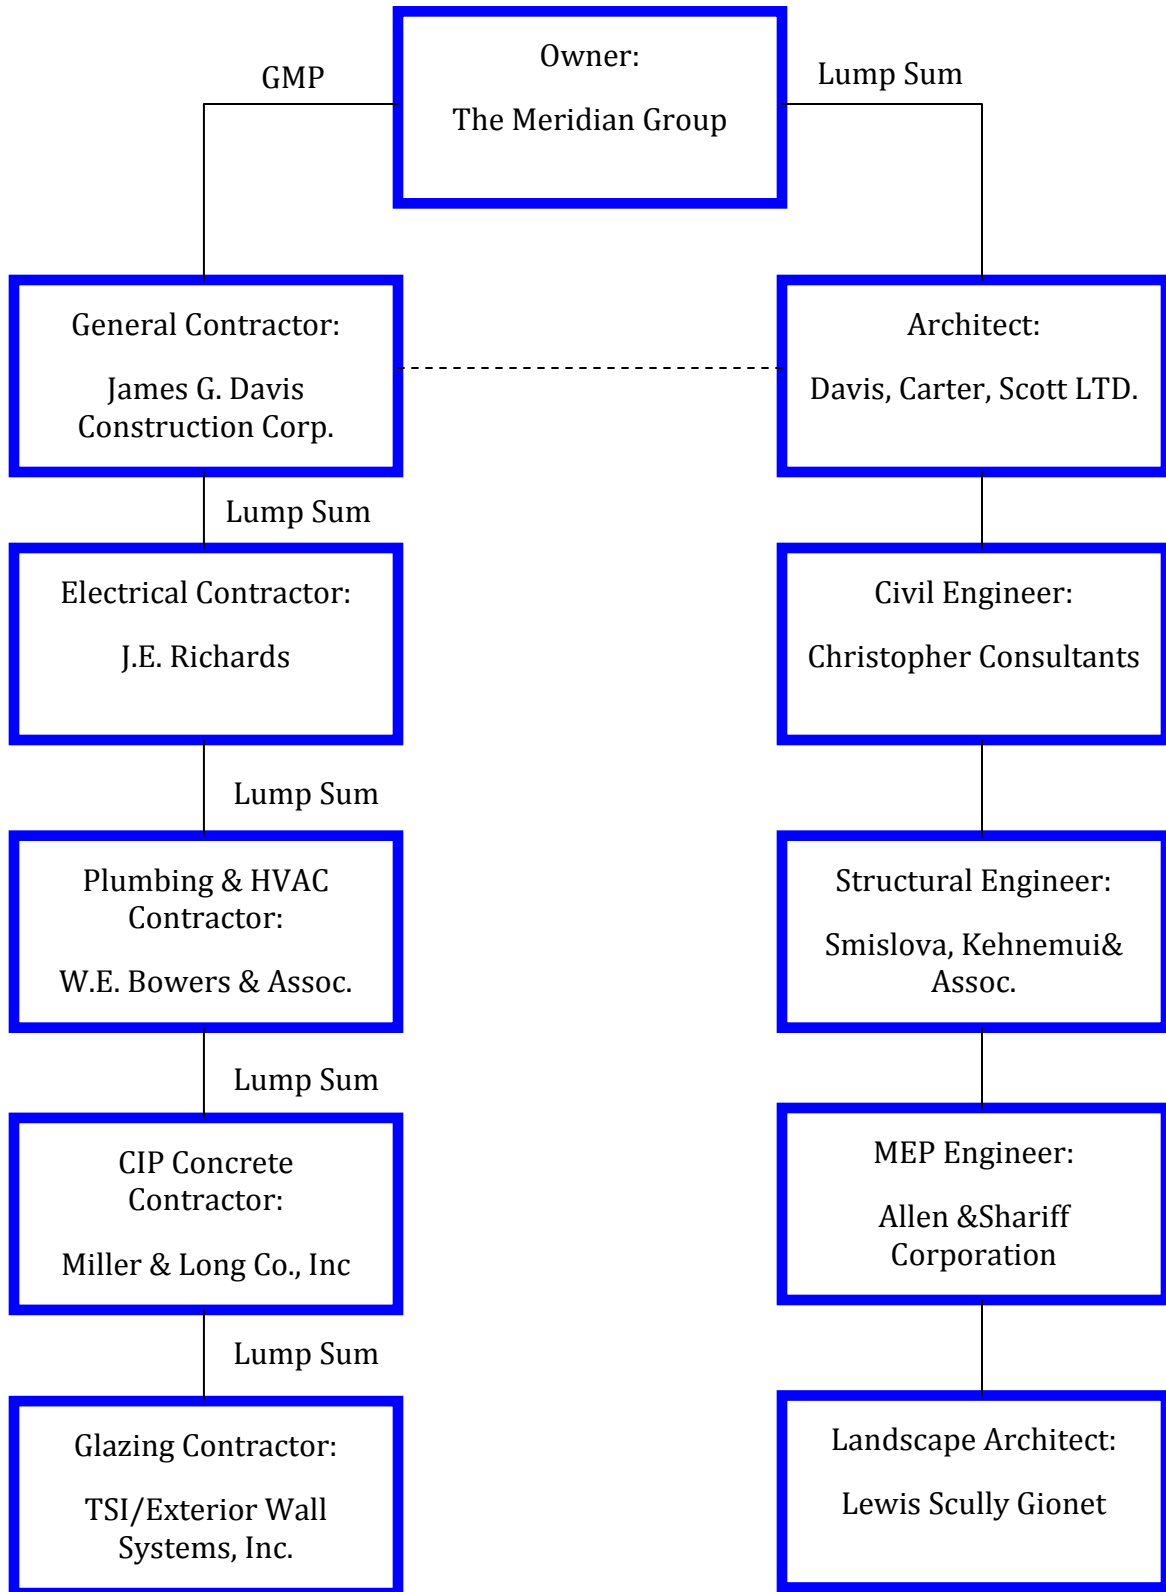 Owner:
The Meridian Group
GMP
Lump Sum
General Contractor:
James G. Davis
Construction Corp.
Architect:
Davis, Carter, Scott LTD.
Lump Sum
Electrical Contractor:
J.E. Richards
Civil Engineer:
Christopher Consultants
Lump Sum
Plumbing & HVAC
Contractor:
W.E. Bowers & Assoc.
Structural Engineer:
Smislova, Kehnemui&
Assoc.
Lump Sum
CIP Concrete
Contractor:
Miller & Long Co., Inc
MEP Engineer:
Allen &Shariff
Corporation
Lump Sum
Glazing Contractor:
TSI/Exterior Wall
Systems, Inc.
Landscape Architect:
Lewis Scully Gionet